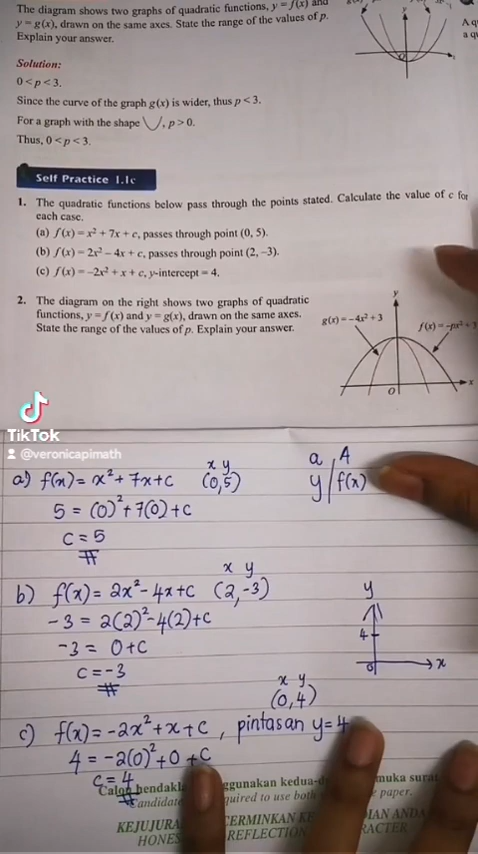 The diagram shows two graphs of quadratic functions, y = f(x) and
y = g(x), drawn on the same axes. State the range of the values of p.
Explain your answer.
Solution:
0 < p < 3.
Since the curve of the graph g(x) is wider, thus p < 3.
For a graph with the shape , p > 0.
Thus, 0 < p < 3.
Self Practice 1.1c
1. The quadratic functions below pass through the points stated. Calculate the value of c for
each case.
(a) f(x) = x² + 7x + c, passes through point (0, 5).
(b) f(x) = 2x² – 4x + c, passes through point (2, –3).
(c) f(x) = –2x² + x + c, y-intercept = 4.
2. The diagram on the right shows two graphs of quadratic
functions, y = f(x) and y = g(x), drawn on the same axes.
State the range of the values of p. Explain your answer.
y
g(x) = – 4x² + 3
f(x) = –px² + 3
O
x
TikTok
@veronicapimath
a) f(x) = x² + 7x + c
x y
(0,5)
a, A
y / f(x)
5 = (0)² + 7(0) + c
c = 5
b) f(x) = 2x² - 4x + c
x y
(2,-3)
-3 = 2(2)² - 4(2) + c
-3 = 0 + c
c = -3
y
4
0
x
x y
(0,4)
c) f(x) = -2x² + x + c , pintasan y = 4
4 = -2(0)² + 0 + c
c = 4